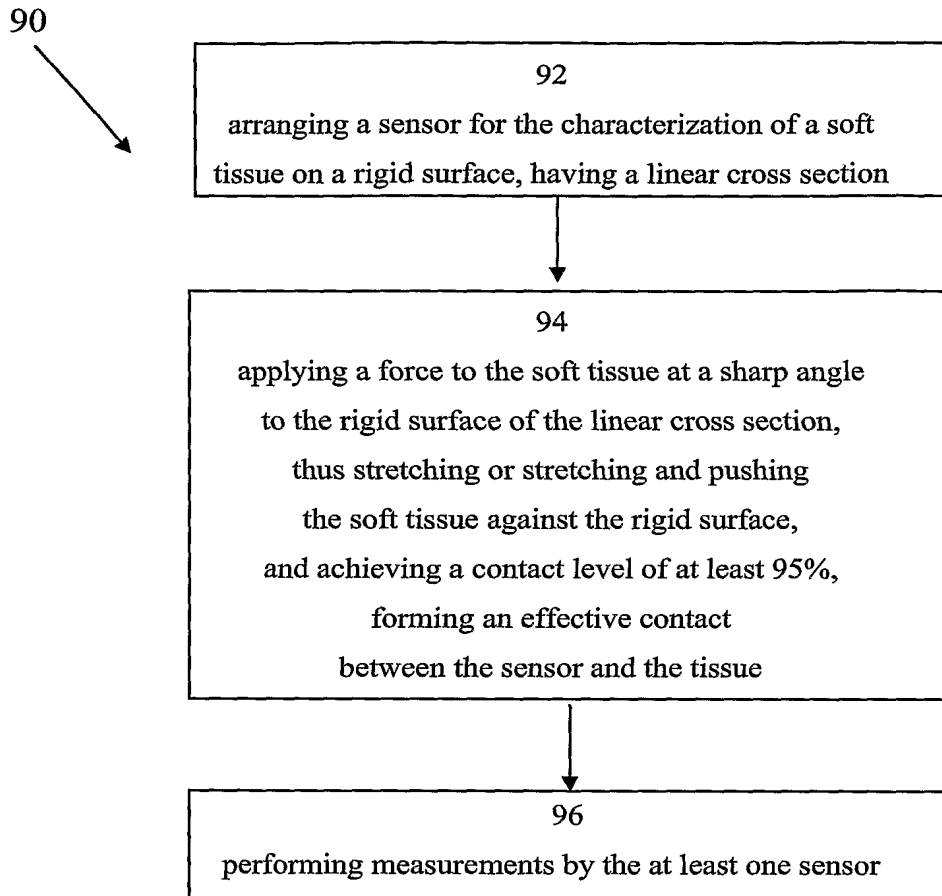 90
92
arranging a sensor for the characterization of a soft
tissue on a rigid surface, having a linear cross section
94
applying a force to the soft tissue at a sharp angle
to the rigid surface of the linear cross section,
thus stretching or stretching and pushing
the soft tissue against the rigid surface,
and achieving a contact level of at least 95%,
forming an effective contact
between the sensor and the tissue
96
performing measurements by the at least one sensor